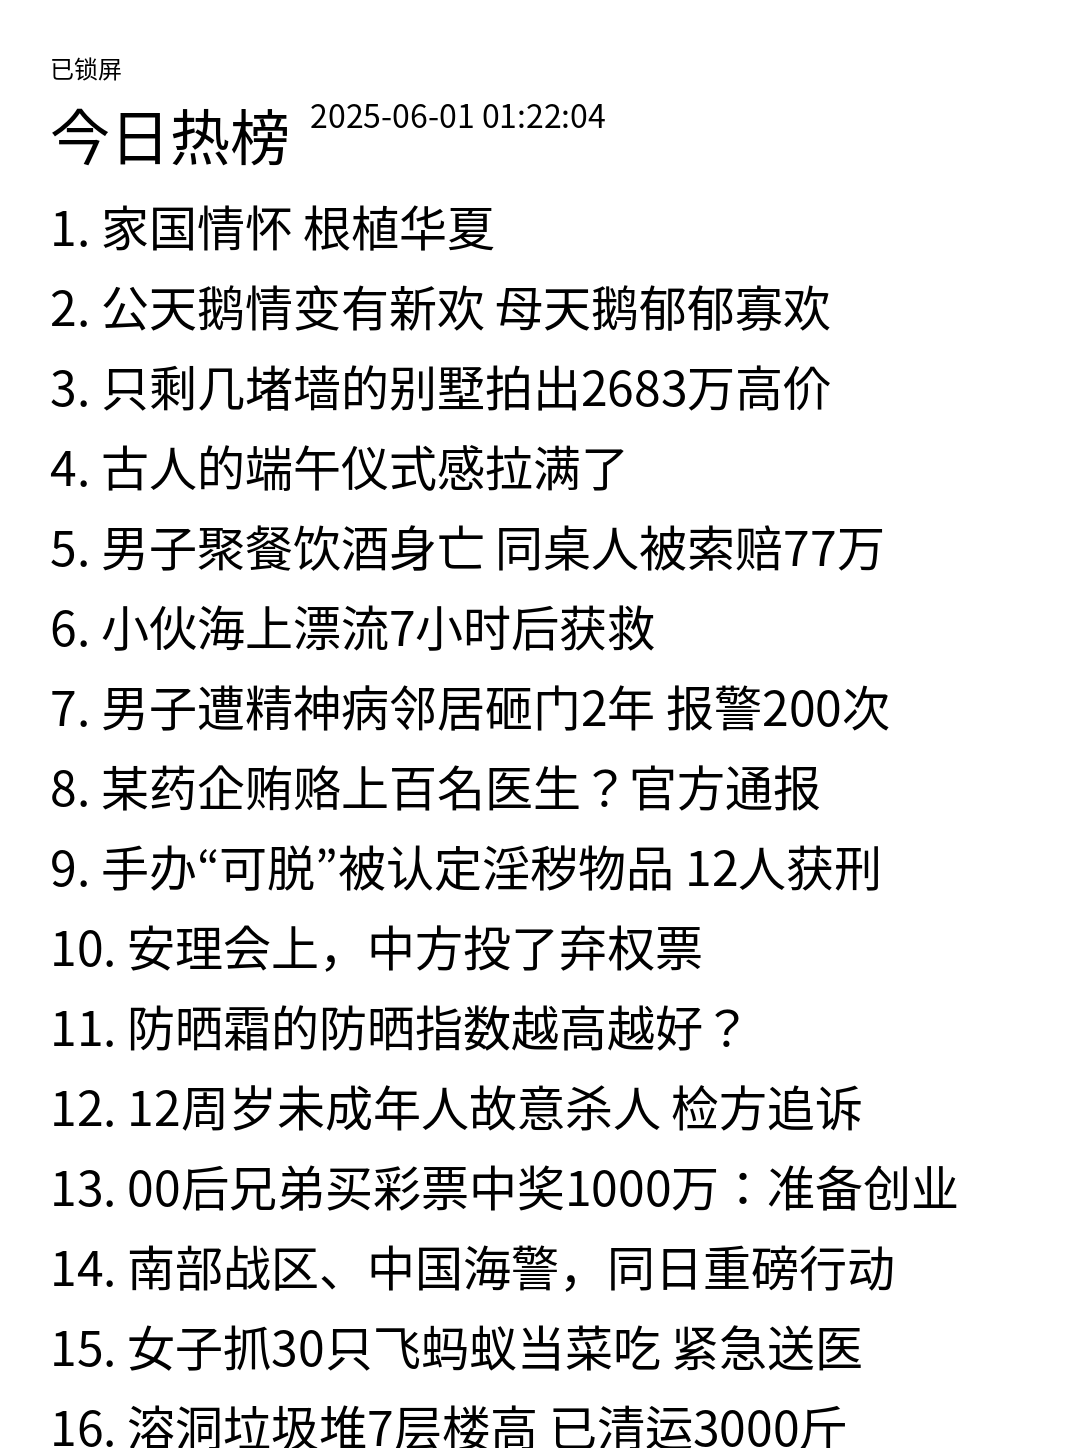 已锁屏
今日热榜 2025-06-01 01:22:04
1. 家国情怀 根植华夏
2. 公天鹅情变有新欢 母天鹅郁郁寡欢
3. 只剩几堵墙的别墅拍出2683万高价
4. 古人的端午仪式感拉满了
5. 男子聚餐饮酒身亡 同桌人被索赔77万
6. 小伙海上漂流7小时后获救
7. 男子遭精神病邻居砸门2年 报警200次
8. 某药企贿赂上百名医生？官方通报
9. 手办“可脱”被认定淫秽物品 12人获刑
10. 安理会上，中方投了弃权票
11. 防晒霜的防晒指数越高越好？
12. 12周岁未成年人故意杀人 检方追诉
13. 00后兄弟买彩票中奖1000万：准备创业
14. 南部战区、中国海警，同日重磅行动
15. 女子抓30只飞蚂蚁当菜吃 紧急送医
16. 溶洞垃圾堆7层楼高 已清运3000斤